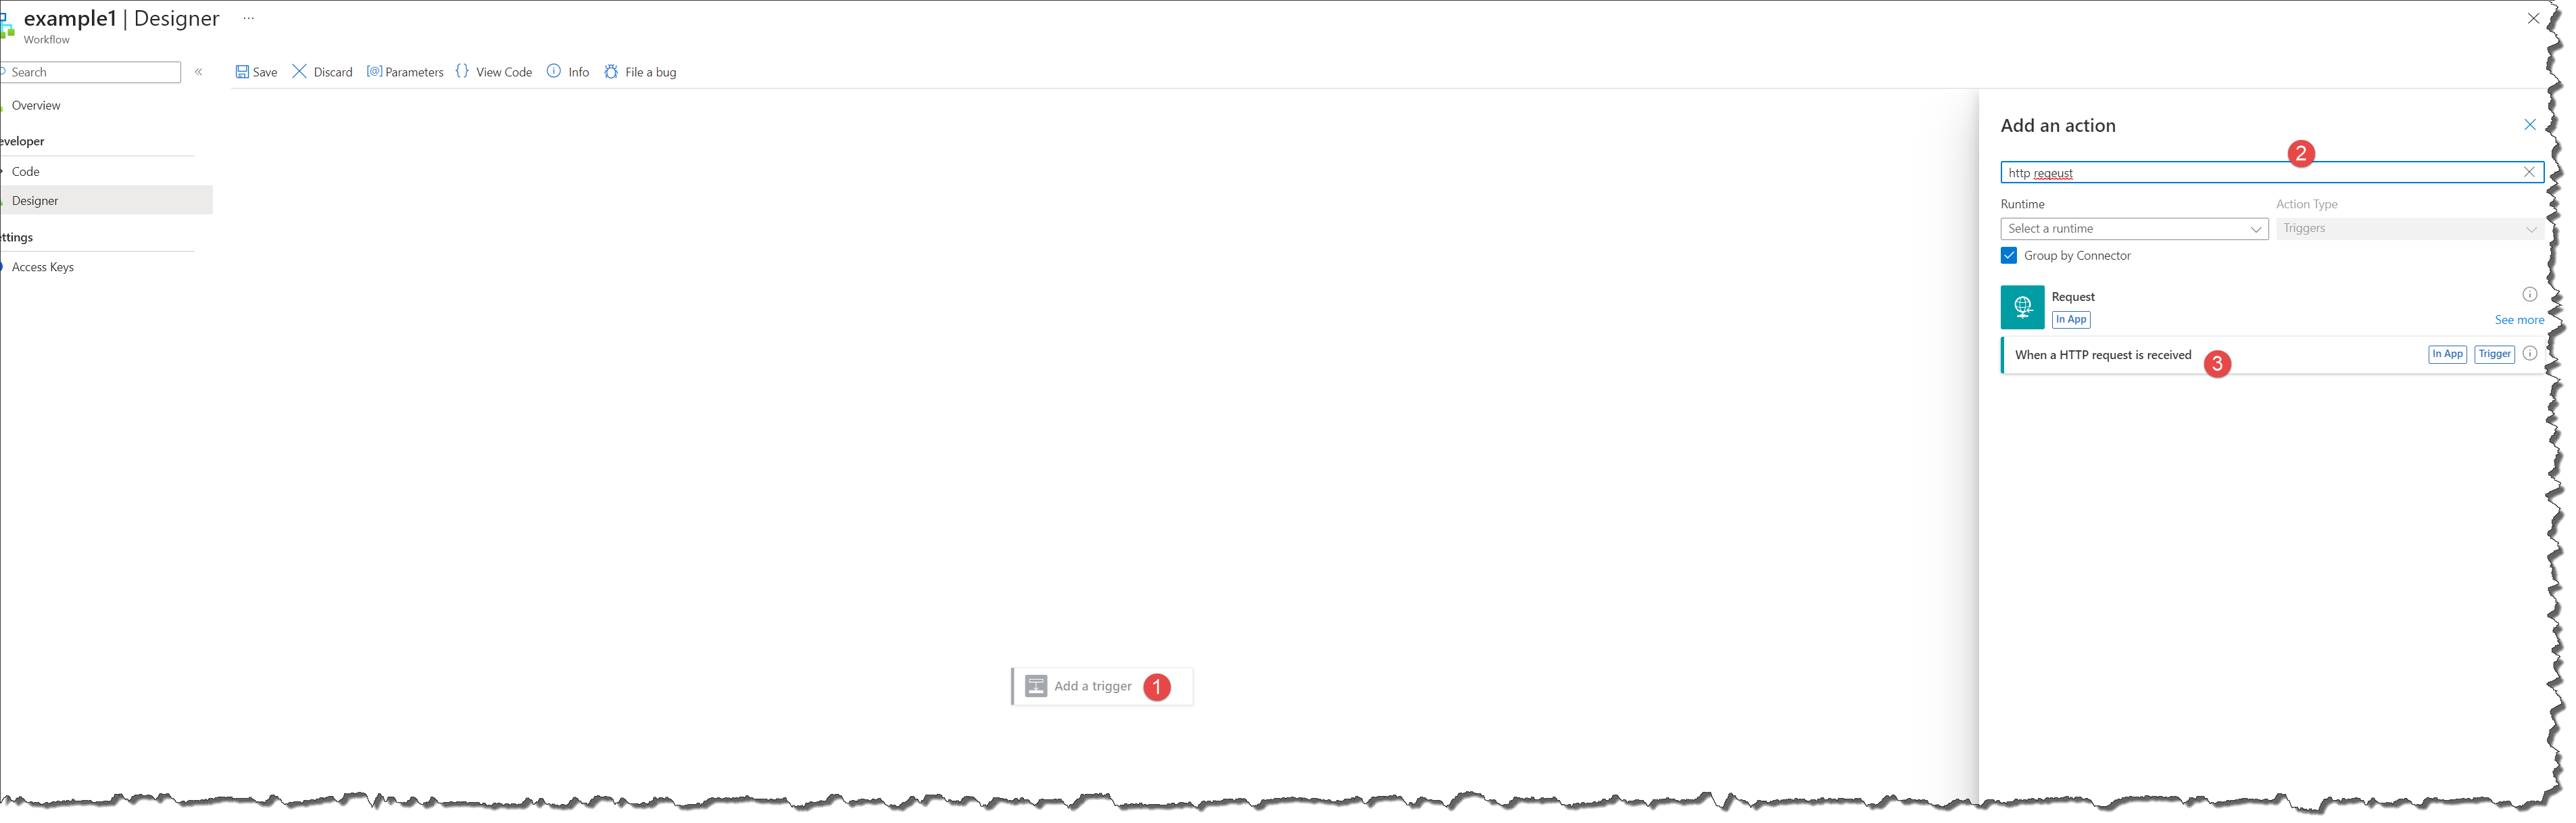 example1 | Designer ...
Workflow
Search «
Save Discard Parameters View Code Info File a bug
Overview
eveloper
Code
Designer
ttings
Access Keys
Add a trigger 1
Add an action
2
http reqeust
Runtime Action Type
Select a runtime Triggers
Group by Connector
Request
In App
See more
When a HTTP request is received 3 In App Trigger